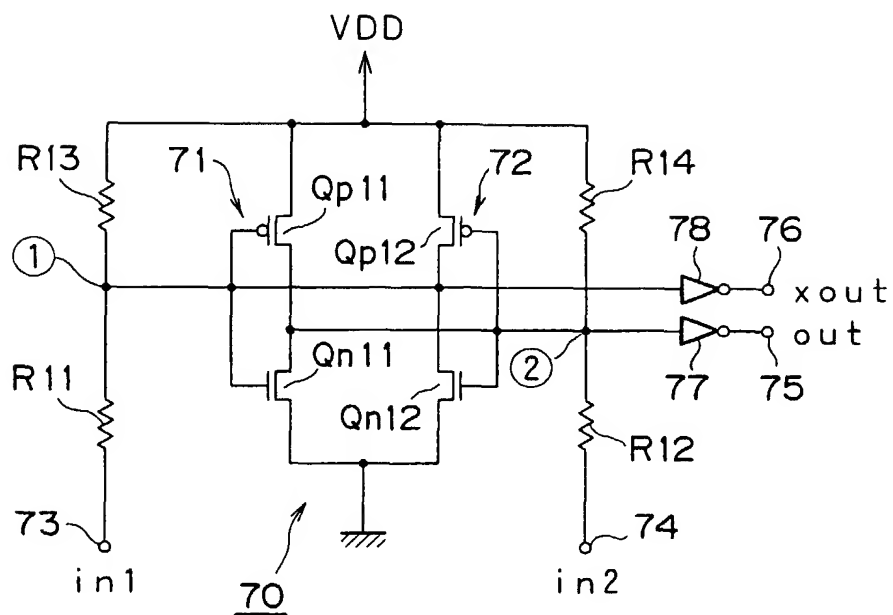 VDD
R13
71
Qp11
72
R14
Qp12
78
76
①
xout
out
R11
Qn11
②
77
75
Qn12
R12
73
74
in1
70
in2